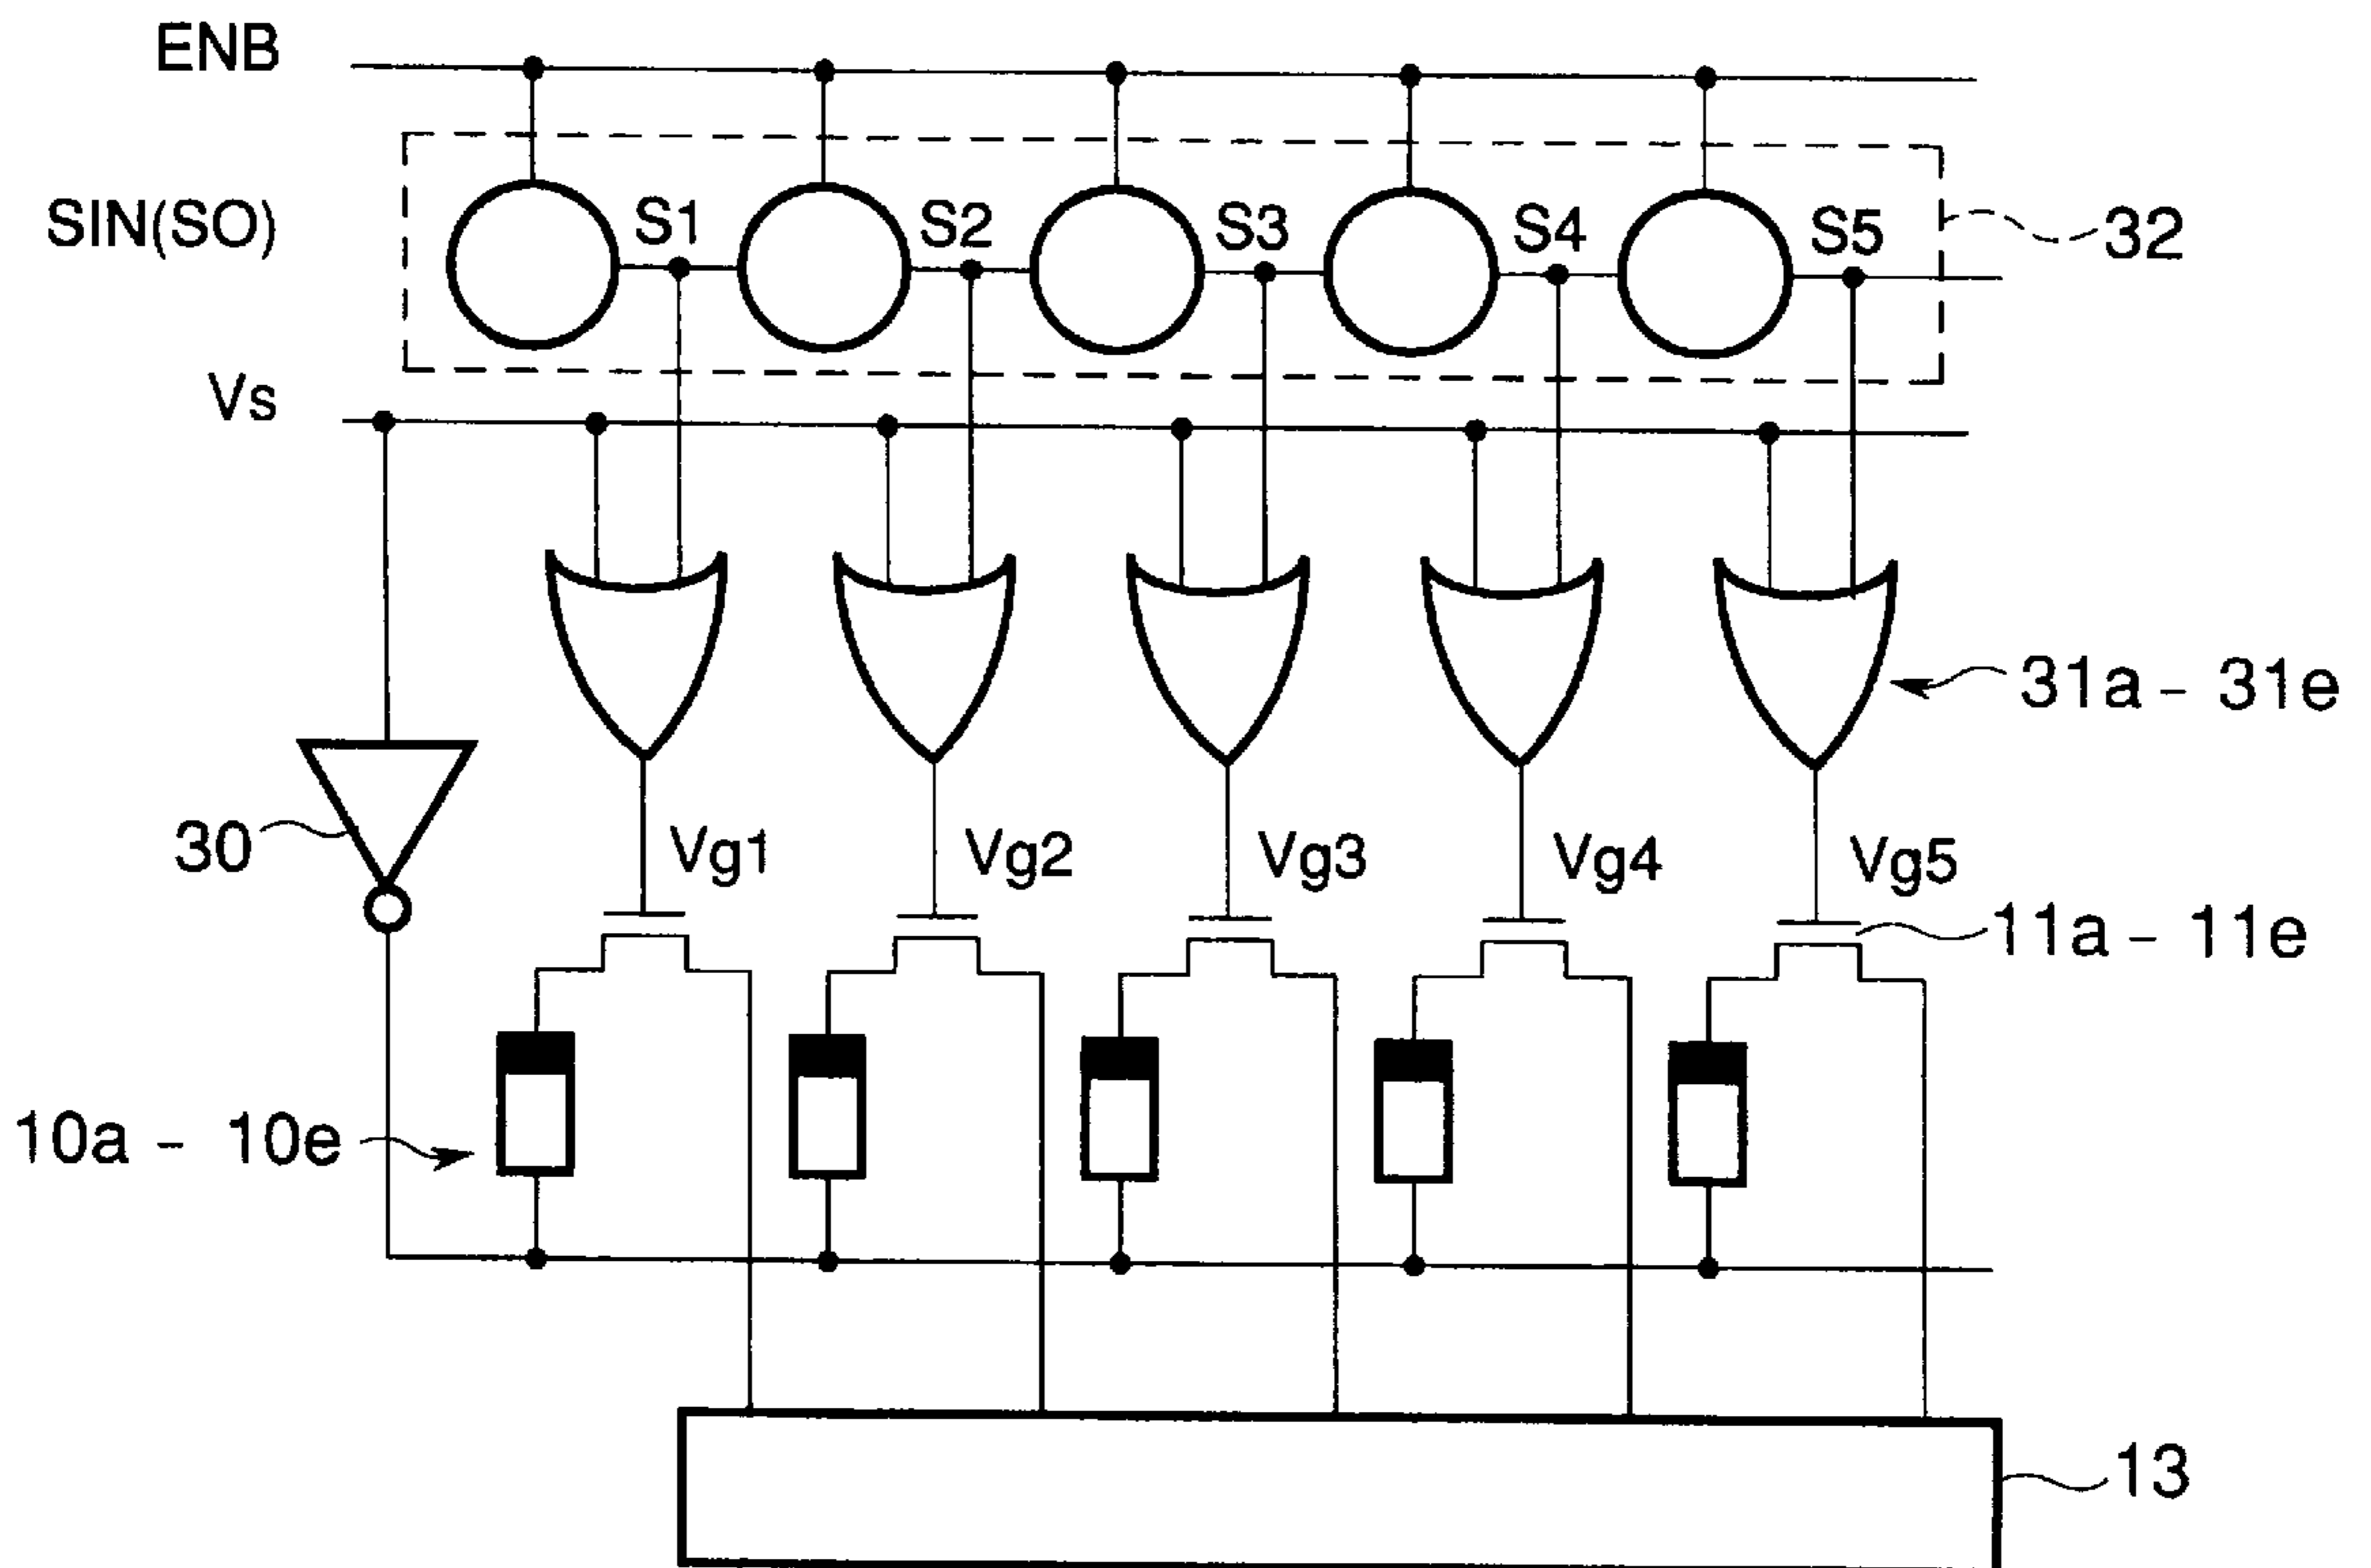 ENB
SIN(SO)
S1
S2
S3
S4
S5
32
Vs
31a – 31e
30
Vg1
Vg2
Vg3
Vg4
Vg5
11a – 11e
10a – 10e
13